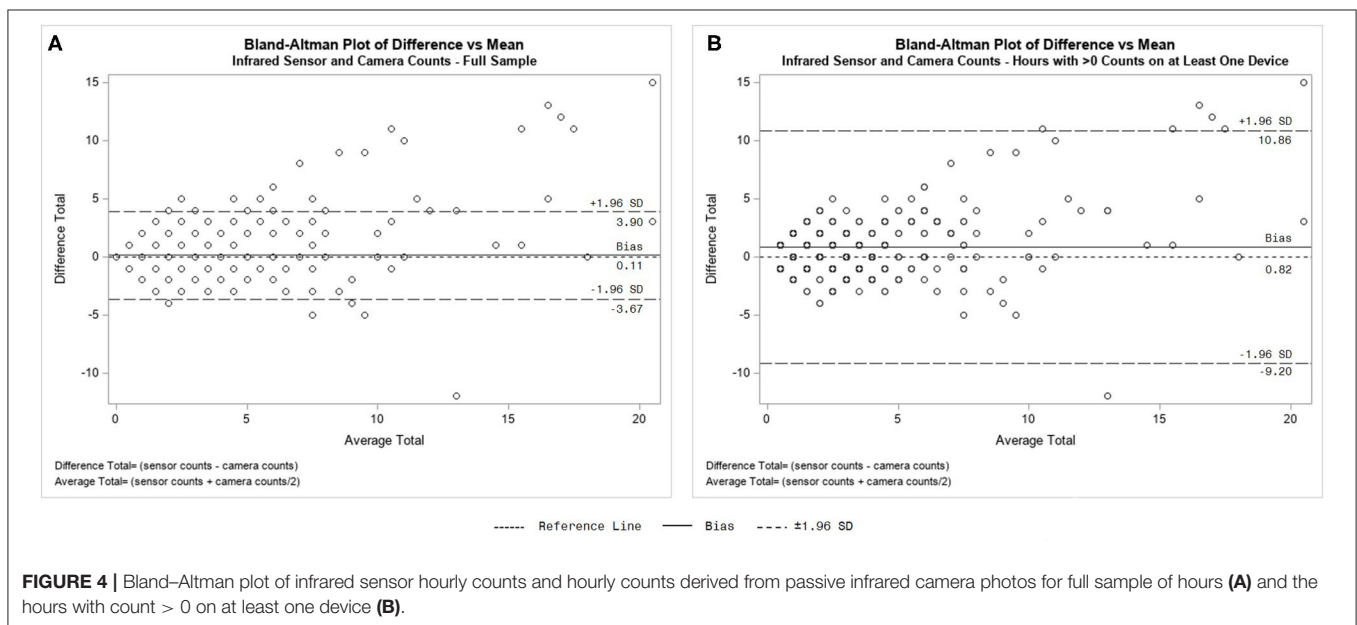 A
Bland-Altman Plot of Difference vs Mean
Infrared Sensor and Camera Counts - Full Sample
15
10
5
0
-5
-10
Difference Total
+1.96 SD
3.90
Bias
0.11
-1.96 SD
-3.67
0 5 10 15 20
Average Total
Difference Total= (sensor counts - camera counts)
Average Total= (sensor counts + camera counts/2)
B
Bland-Altman Plot of Difference vs Mean
Infrared Sensor and Camera Counts - Hours with >0 Counts on at Least One Device
15
10
5
0
-5
-10
Difference Total
+1.96 SD
10.86
Bias
0.82
-1.96 SD
-9.20
0 5 10 15 20
Average Total
Difference Total= (sensor counts - camera counts)
Average Total= (sensor counts + camera counts/2)
Reference Line Bias ±1.96 SD
FIGURE 4 | Bland–Altman plot of infrared sensor hourly counts and hourly counts derived from passive infrared camera photos for full sample of hours (A) and the
hours with count > 0 on at least one device (B).